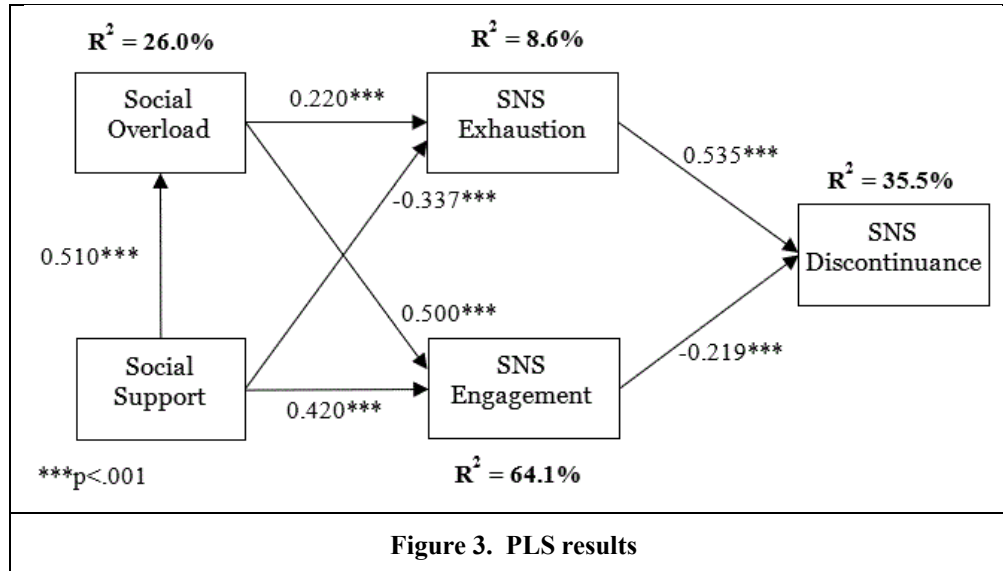 R² = 26.0%
R² = 8.6%
Social
Overload
0.220***
SNS
Exhaustion
0.535***
R² = 35.5%
-0.337***
SNS
Discontinuance
0.510***
0.500***
Social
Support
0.420***
SNS
Engagement
-0.219***
***p<.001
R² = 64.1%
Figure 3. PLS results